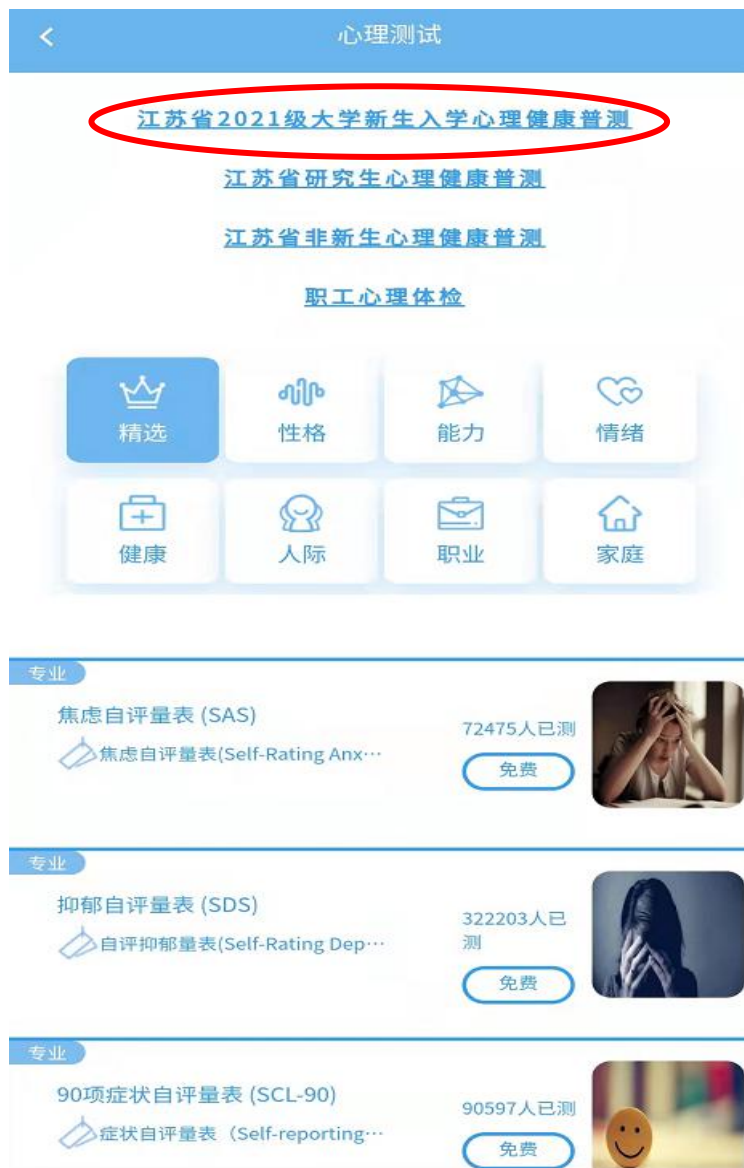 心理测试
江苏省2021级大学新生入学心理健康普测
江苏省研究生心理健康普测
江苏省非新生心理健康普测
职工心理体检
精选
性格
能力
情绪
健康
人际
职业
家庭
专业
焦虑自评量表 (SAS)
焦虑自评量表(Self-Rating Anx···
72475人已测
免费
专业
抑郁自评量表 (SDS)
自评抑郁量表(Self-Rating Dep···
322203人已
测
免费
专业
90项症状自评量表 (SCL-90)
症状自评量表（Self-reporting···
90597人已测
免费